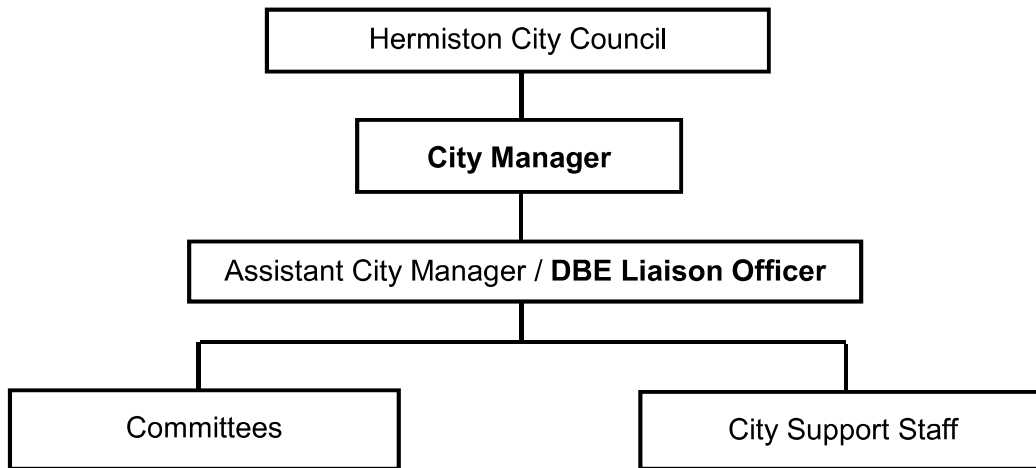 Hermiston City Council
City Manager
Assistant City Manager / DBE Liaison Officer
Committees
City Support Staff